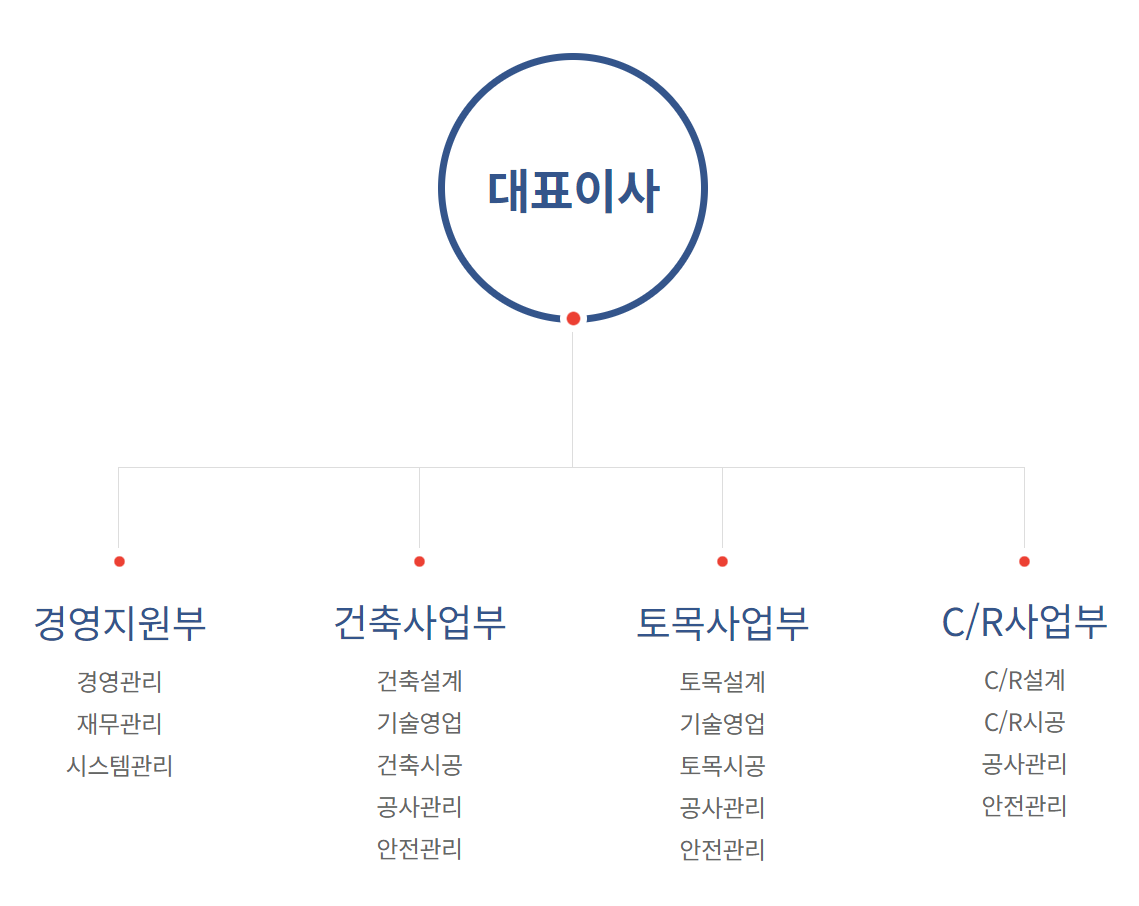 대표이사
경영지원부
경영관리
재무관리
시스템관리
건축사업부
건축설계
기술영업
건축시공
공사관리
안전관리
토목사업부
토목설계
기술영업
토목시공
공사관리
안전관리
C/R사업부
C/R설계
C/R시공
공사관리
안전관리